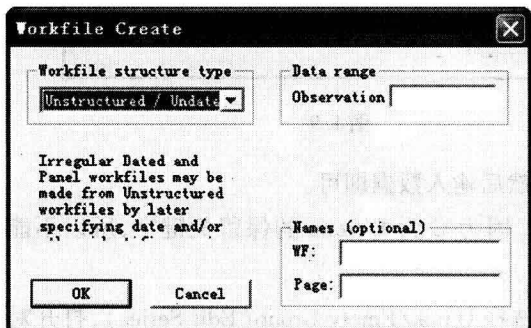 Workfile Create
Workfile structure type
Unstructured / Undate
Data range
Observation
Irregular Dated and
Panel workfiles may be
made from Unstructured
workfiles by later
specifying date and/or
Names (optional)
WF:
Page:
OK
Cancel